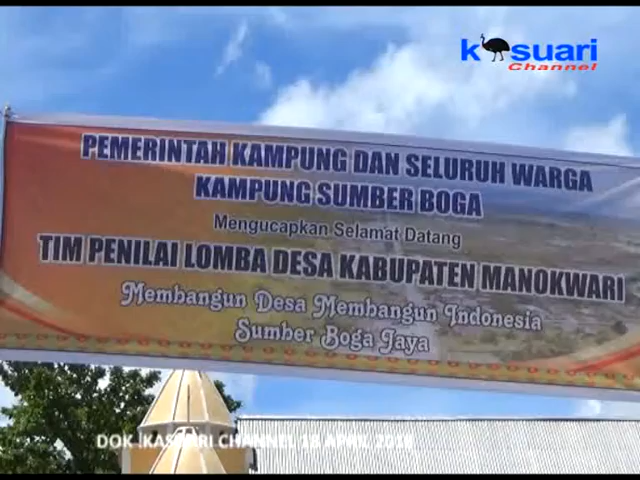 kasuari
Channel
PEMERINTAH KAMPUNG DAN SELURUH WARGA
KAMPUNG SUMBER BOGA
Mengucapkan Selamat Datang
TIM PENILAI LOMBA DESA KABUPATEN MANOKWARI
Membangun Desa Membangun Indonesia
Sumber Boga Jaya
DOK KASUARI CHANNEL 18 APRIL